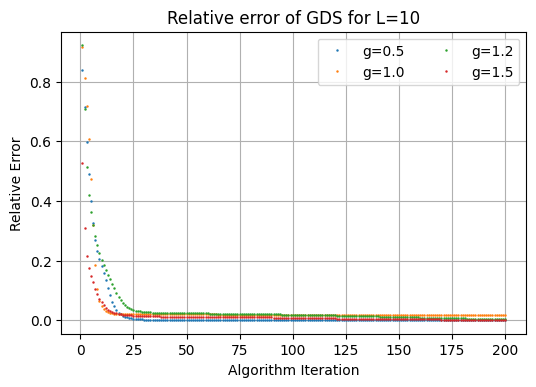 Relative error of GDS for L=10
g=0.5
g=1.0
g=1.2
g=1.5
Relative Error
0.8
0.6
0.4
0.2
0.0
0 25 50 75 100 125 150 175 200
Algorithm Iteration